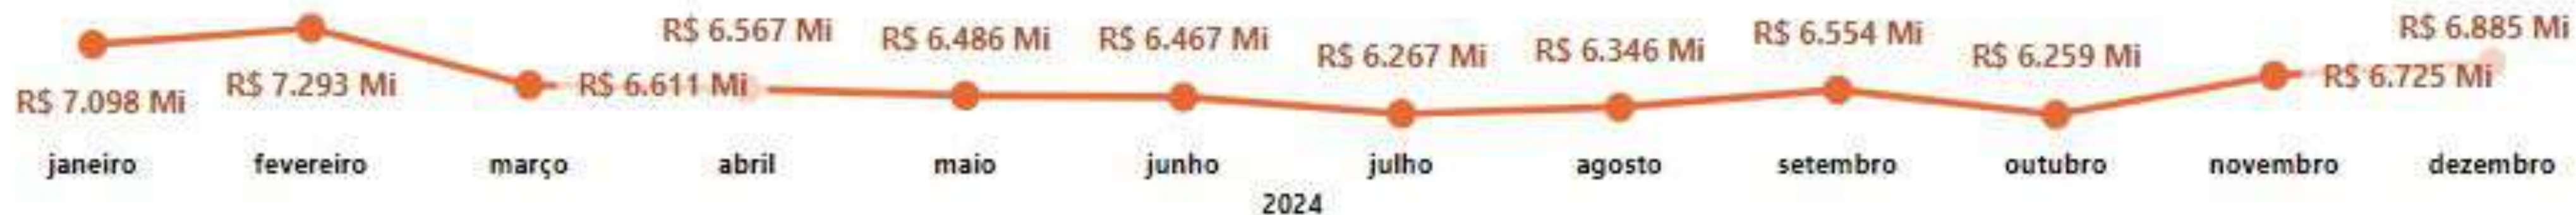 R$ 7.098 Mi
R$ 7.293 Mi
R$ 6.611 Mi
R$ 6.567 Mi
R$ 6.486 Mi
R$ 6.467 Mi
R$ 6.267 Mi
R$ 6.346 Mi
R$ 6.554 Mi
R$ 6.259 Mi
R$ 6.725 Mi
R$ 6.885 Mi
janeiro fevereiro março abril maio junho julho agosto setembro outubro novembro dezembro
2024